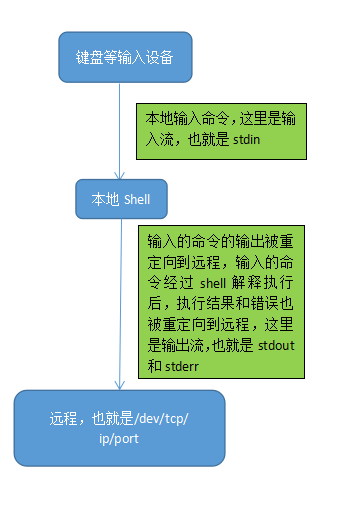 键盘等输入设备
本地输入命令，这里是输
入流，也就是 stdin
本地 Shell
输入的命令的输出被重
定向到远程，输入的命
令经过 shell 解释执行
后，执行结果和错误也
被重定向到远程，这里
是输出流，也就是 stdout
和 stderr
远程，也就是/dev/tcp/
ip/port